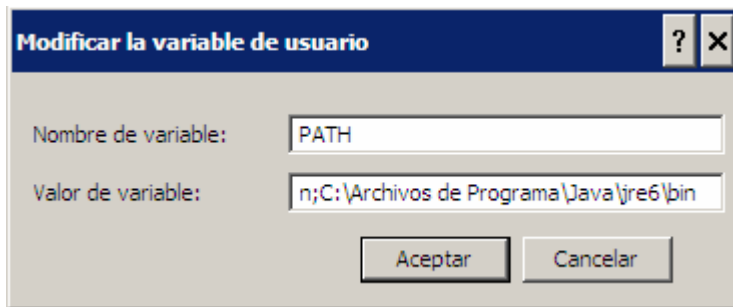 Modificar la variable de usuario
Nombre de variable: PATH
Valor de variable: n;C:\Archivos de Programa\Java\jre6\bin
Aceptar Cancelar